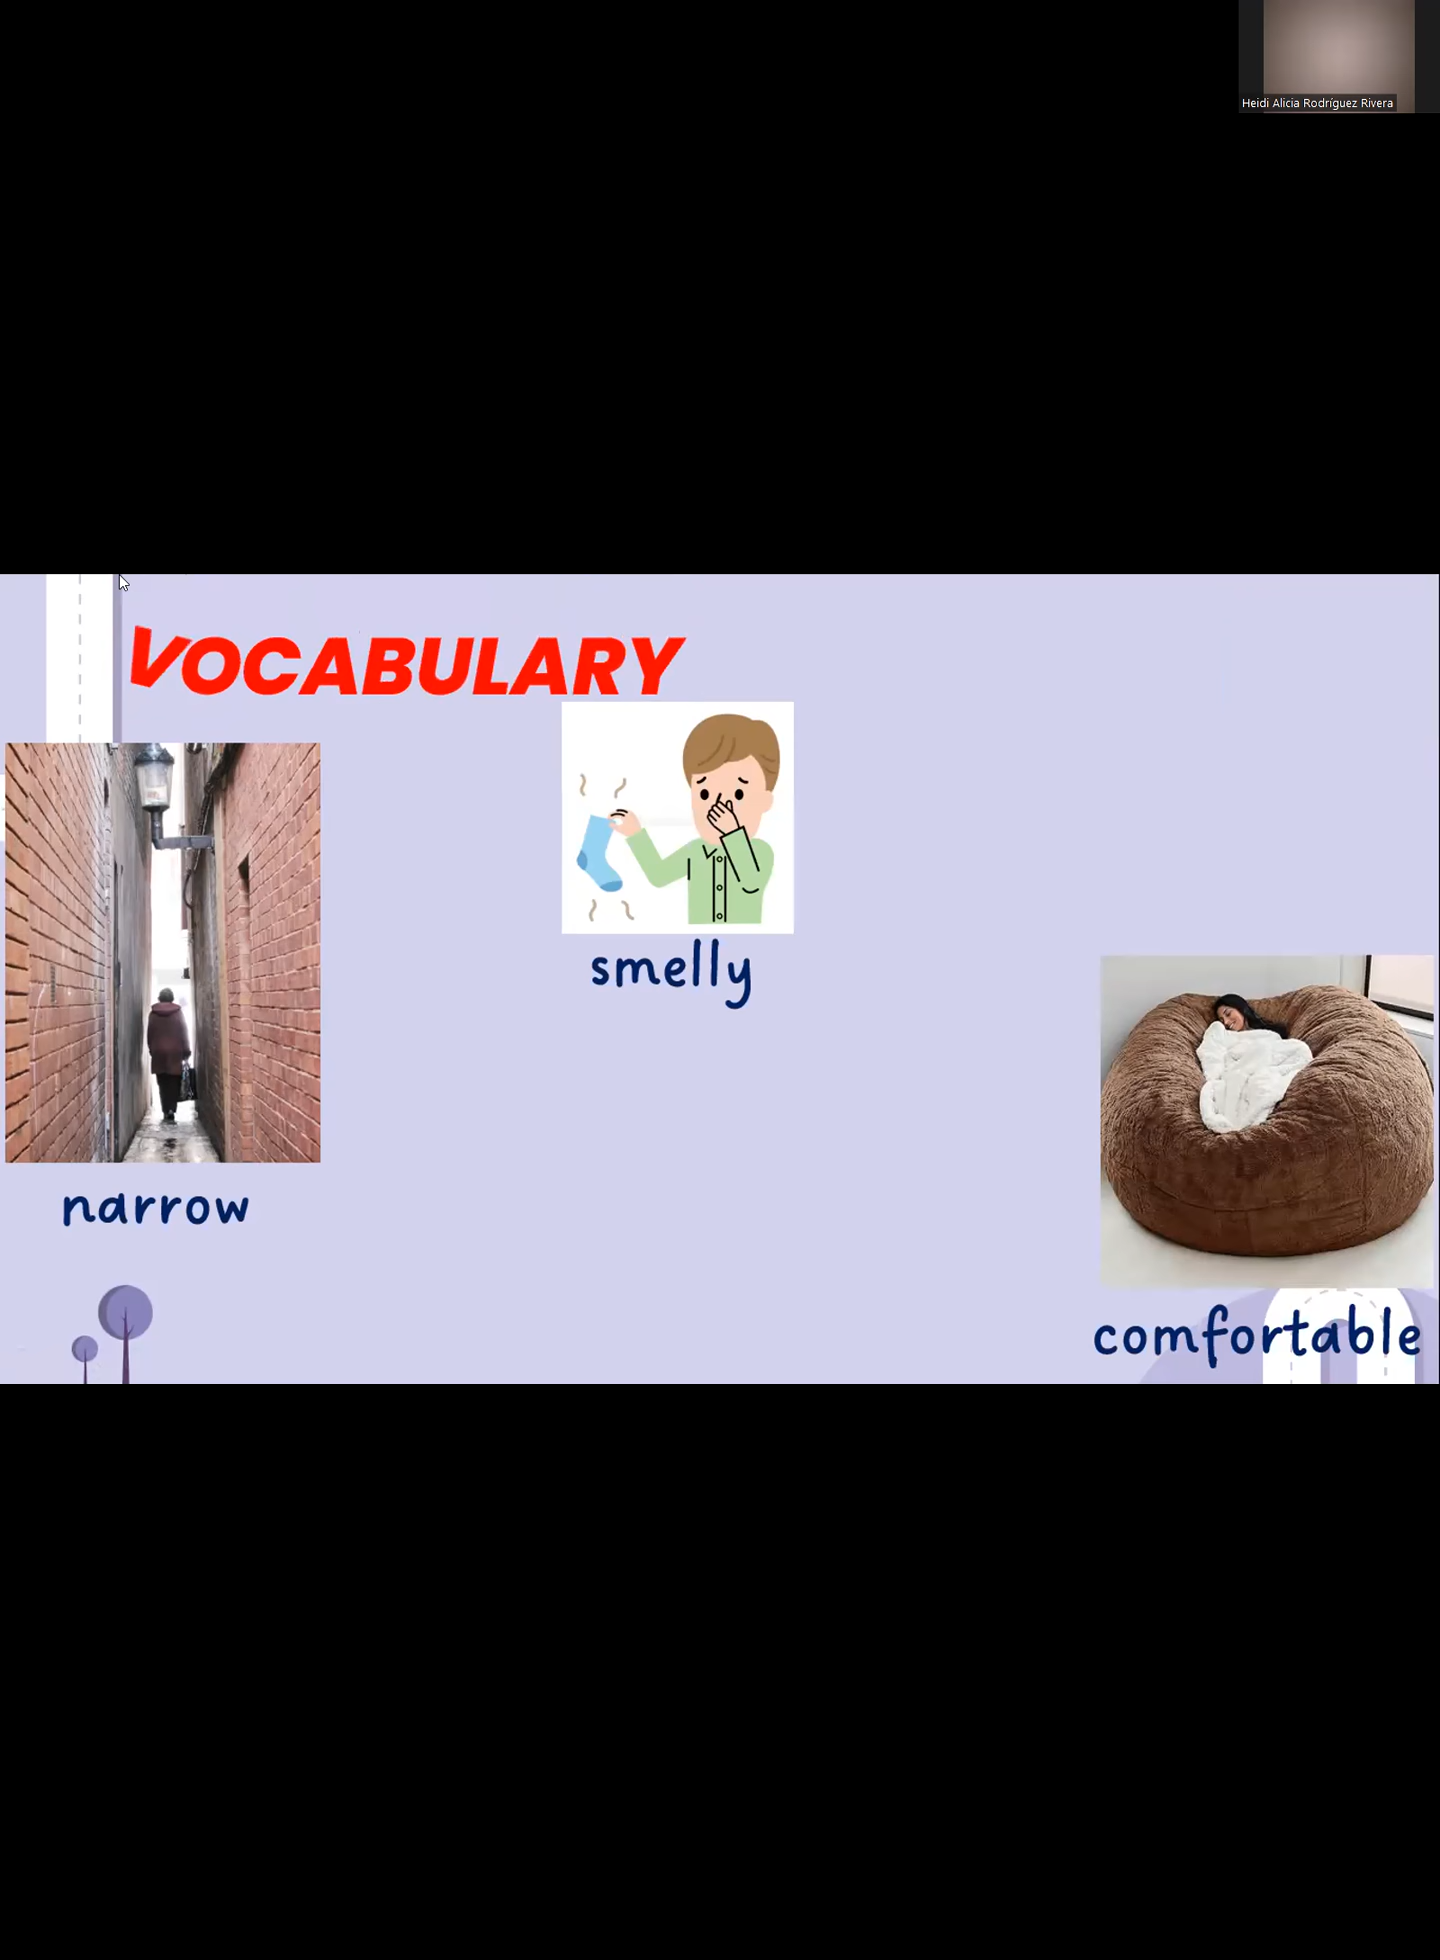 Heidi Alicia Rodríguez Rivera
VOCABULARY
smelly
narrow
comfortable